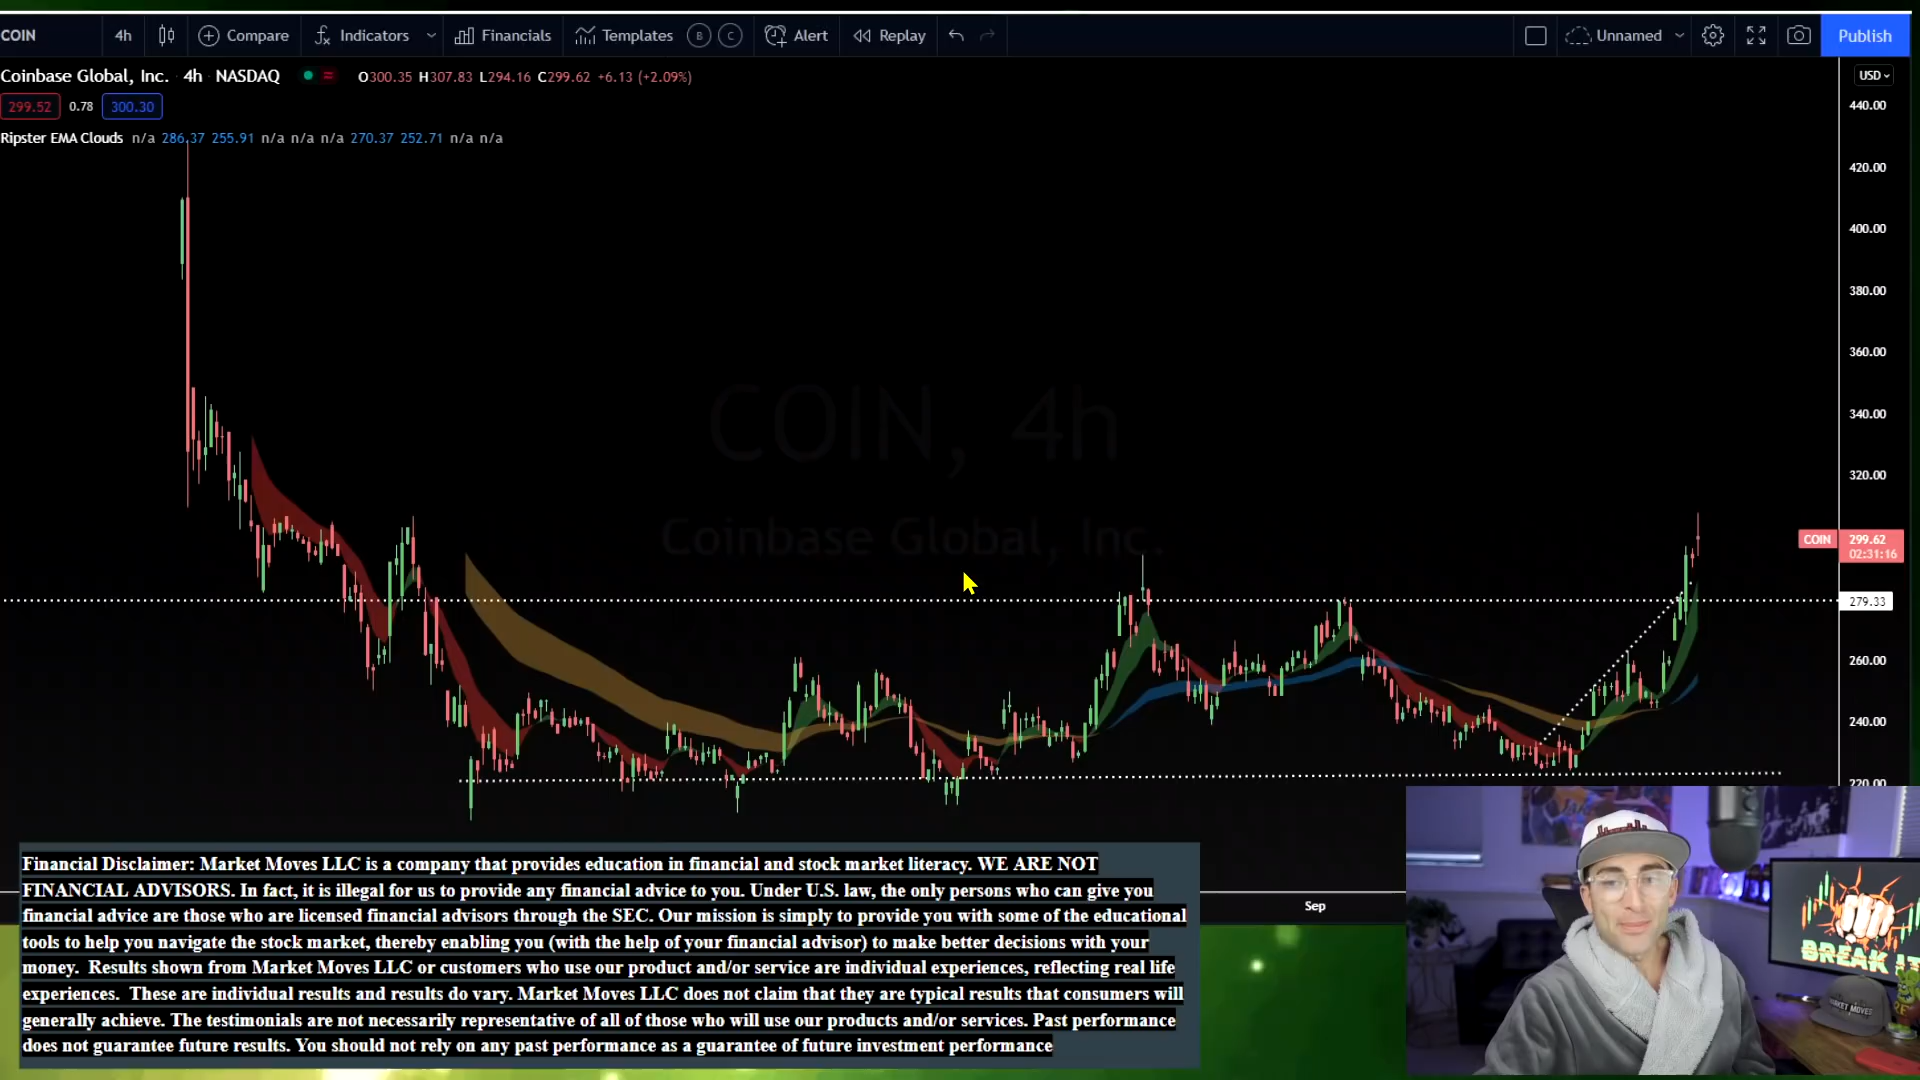 COIN 4h Compare Indicators Financials Templates B C Alert Replay Unnamed Publish
Coinbase Global, Inc. 4h NASDAQ O300.35 H307.83 L294.16 C299.62 +6.13 (+2.09%)
USD
299.52 0.78 300.30
440.00
Ripster EMA Clouds n/a 286.37 255.91 n/a n/a n/a 270.37 252.71 n/a n/a
420.00
400.00
380.00
360.00
340.00
COIN, 4h
320.00
Coinbase Global, Inc.
COIN 299.62
02:31:16
279.33
260.00
240.00
220.00
Financial Disclaimer: Market Moves LLC is a company that provides education in financial and stock market literacy. WE ARE NOT
FINANCIAL ADVISORS. In fact, it is illegal for us to provide any financial advice to you. Under U.S. law, the only persons who can give you
financial advice are those who are licensed financial advisors through the SEC. Our mission is simply to provide you with some of the educational
tools to help you navigate the stock market, thereby enabling you (with the help of your financial advisor) to make better decisions with your
money. Results shown from Market Moves LLC or customers who use our product and/or service are individual experiences, reflecting real life
experiences. These are individual results and results do vary. Market Moves LLC does not claim that they are typical results that consumers will
generally achieve. The testimonials are not necessarily representative of all of those who will use our products and/or services. Past performance
does not guarantee future results. You should not rely on any past performance as a guarantee of future investment performance
Sep
BREAK IT
MARKET MOVES